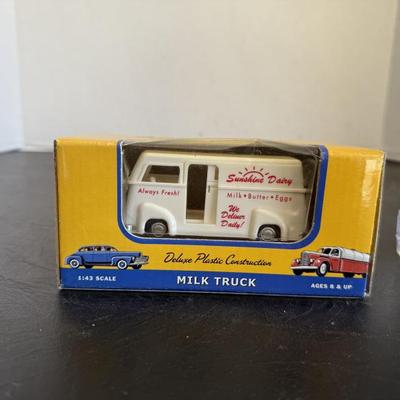 Sunshine Dairy
Always Fresh!
Milk • Butter • Eggs
We
Deliver
Daily!
Deluxe Plastic Construction
1:43 SCALE
MILK TRUCK
AGES 8 & UP